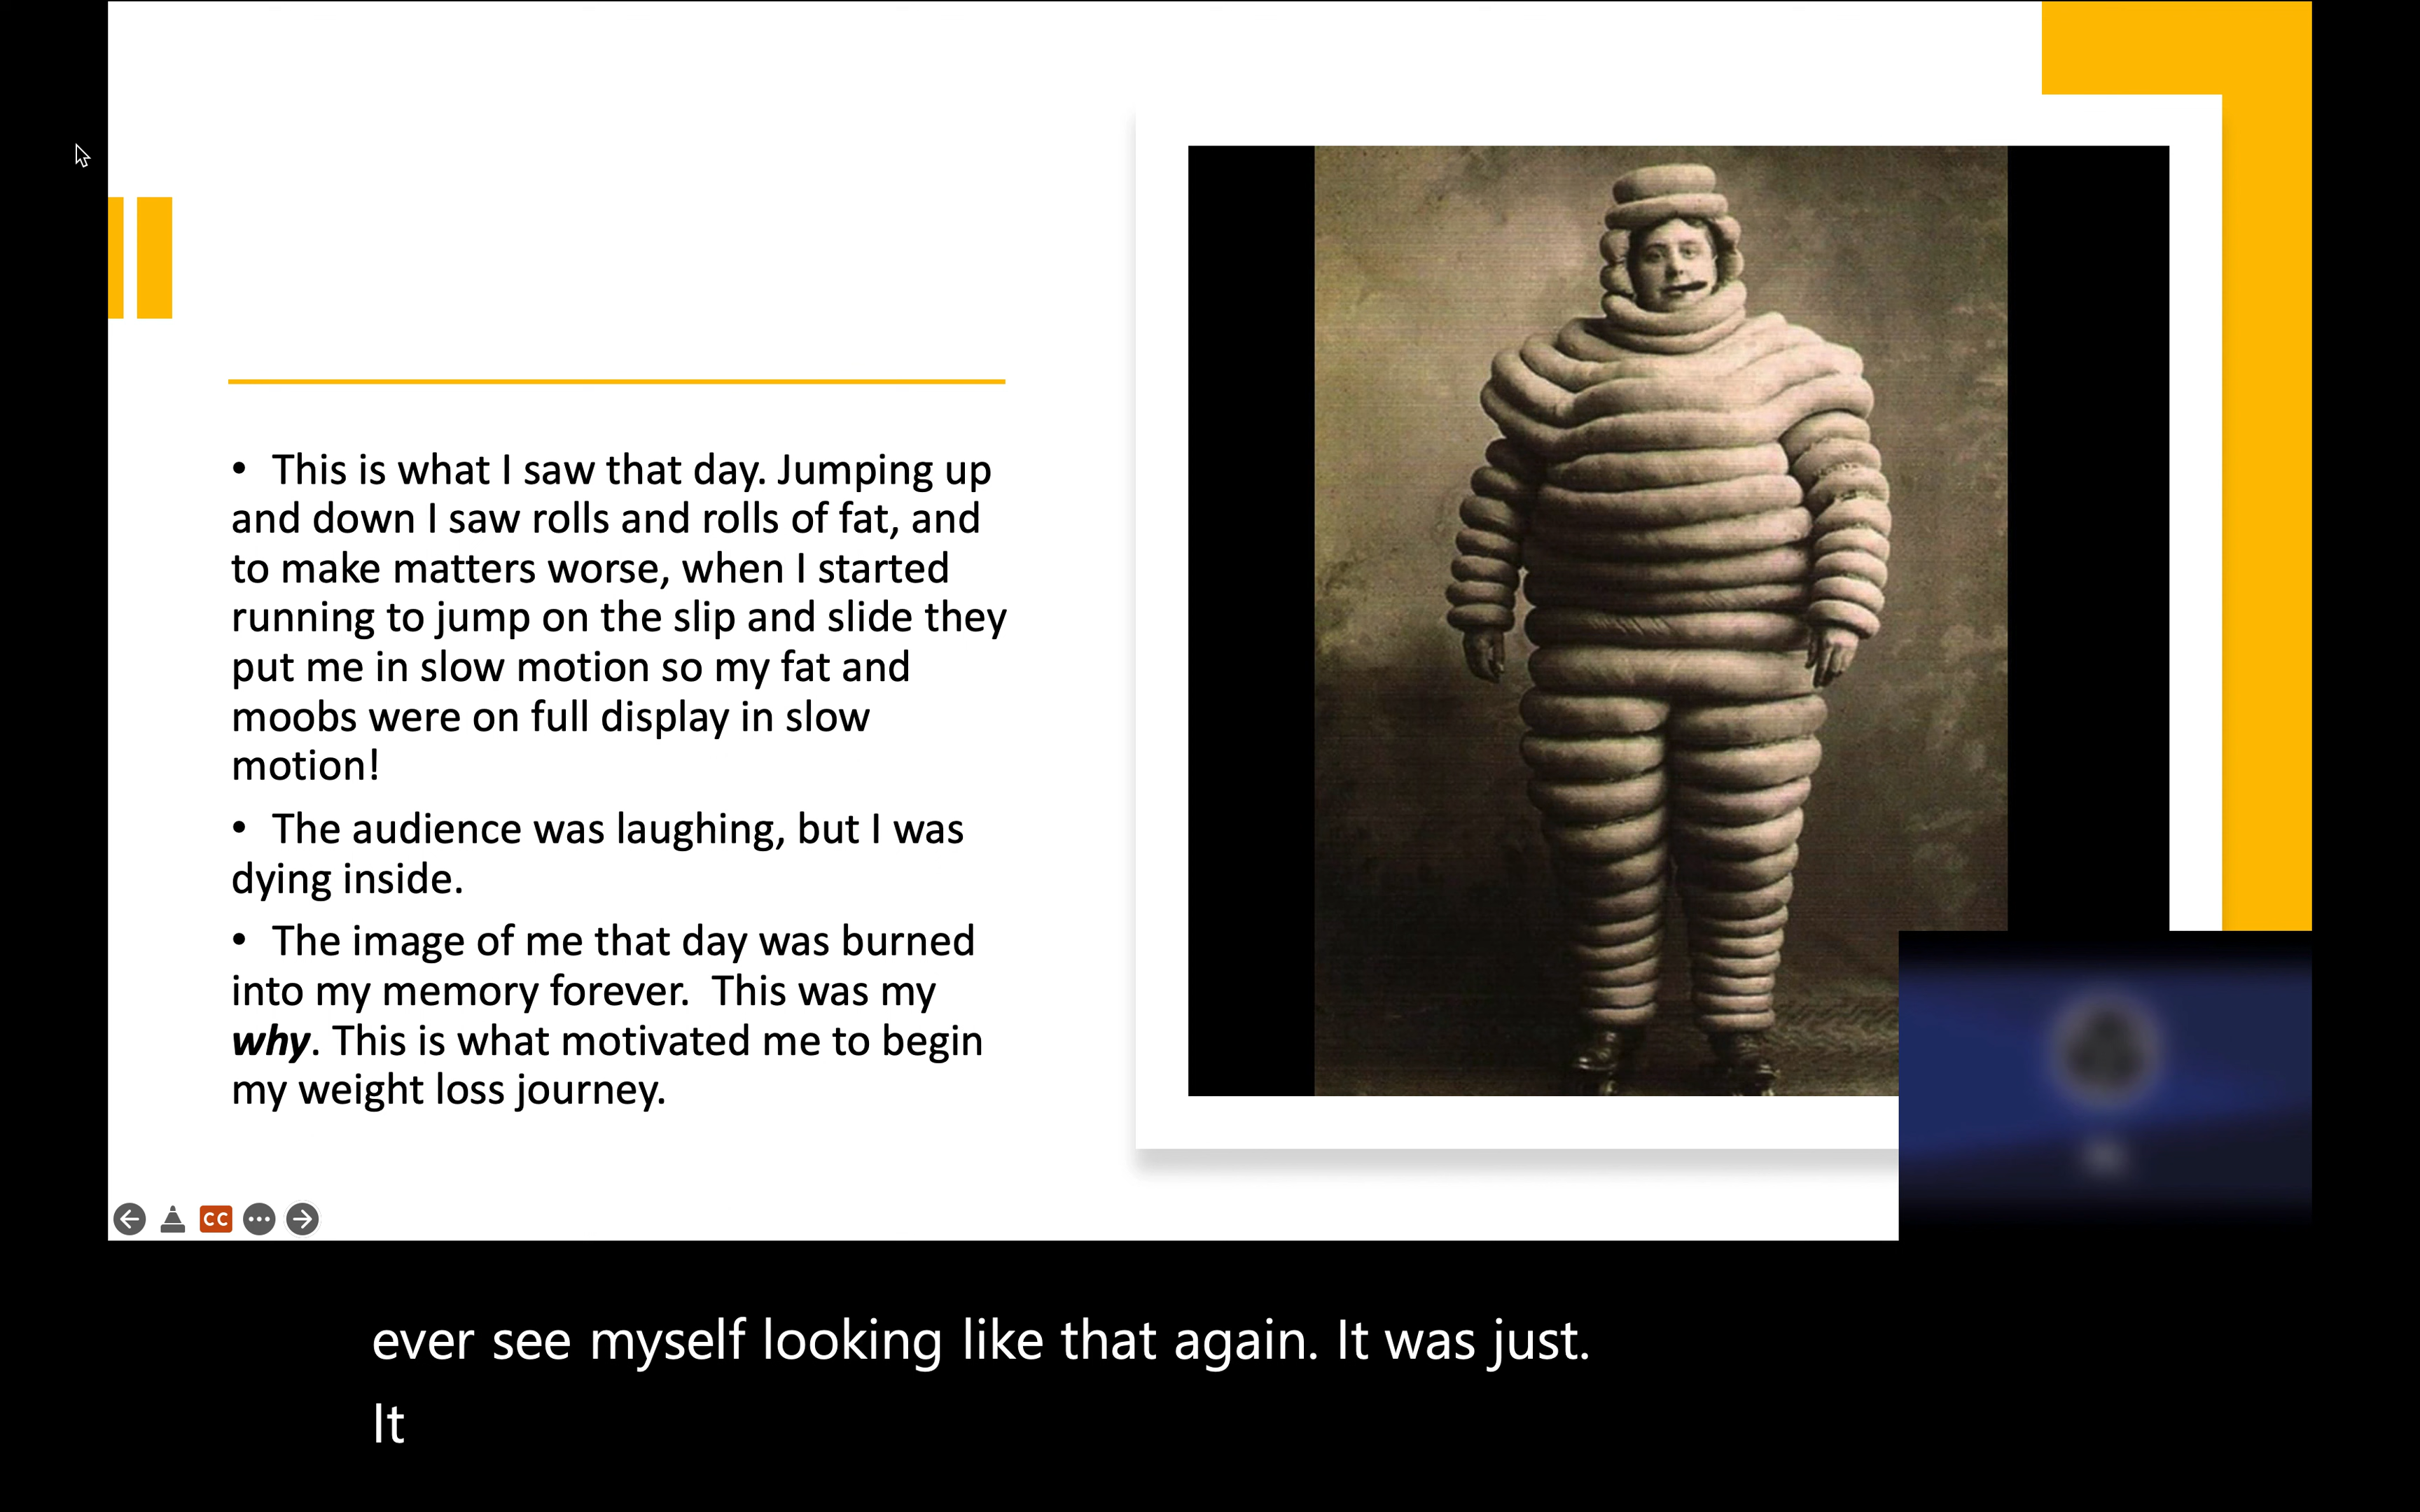 • This is what I saw that day. Jumping up
and down I saw rolls and rolls of fat, and
to make matters worse, when I started
running to jump on the slip and slide they
put me in slow motion so my fat and
moobs were on full display in slow
motion!
• The audience was laughing, but I was
dying inside.
• The image of me that day was burned
into my memory forever.  This was my
why. This is what motivated me to begin
my weight loss journey.
CC
ever see myself looking like that again. It was just.
It